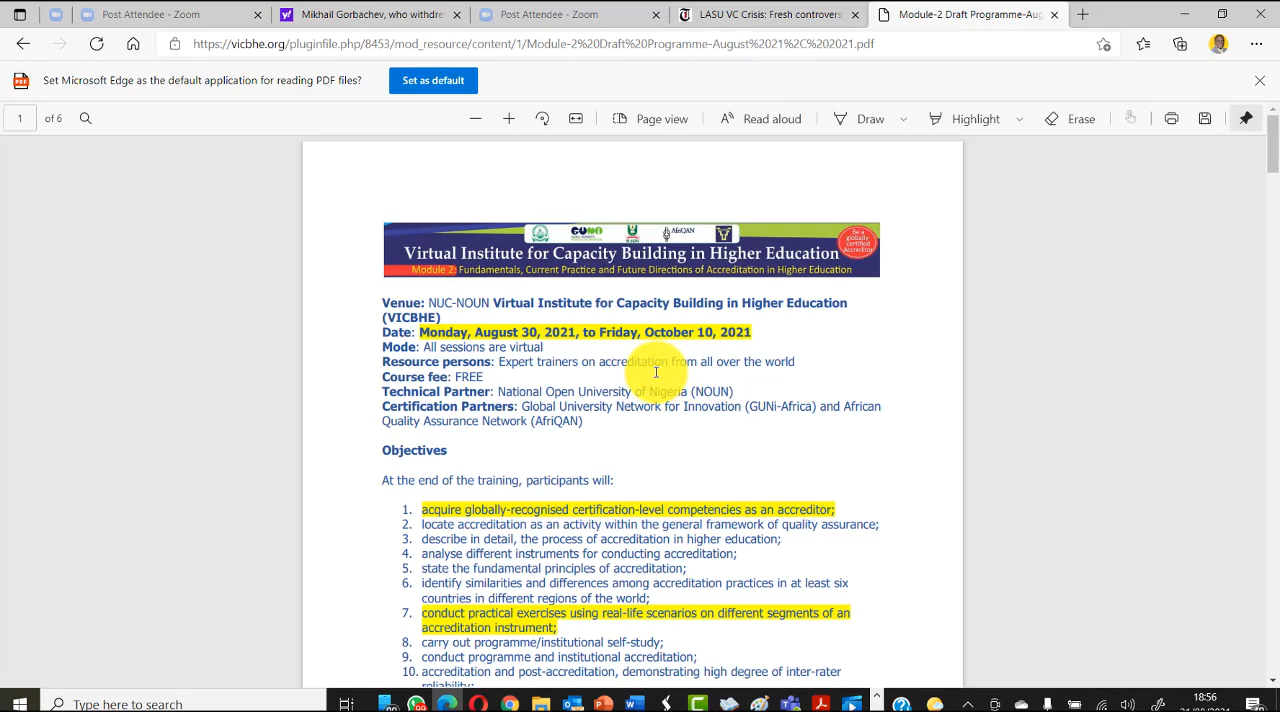 Post Attendee - Zoom
Mikhail Gorbachev, who withdre
Post Attendee - Zoom
LASU VC Crisis: Fresh controvers
Module-2 Draft Programme-Aug
https://vicbhe.org/pluginfile.php/8453/mod_resource/content/1/Module-2%20Draft%20Programme-August%2021%2C%202021.pdf
PDF
Set Microsoft Edge as the default application for reading PDF files?
Set as default
1 of 6
Page view
Read aloud
Draw
Highlight
Erase
GUNi
AfriQAN
Be a globally certified Accreditor
Virtual Institute for Capacity Building in Higher Education
Module 2: Fundamentals, Current Practice and Future Directions of Accreditation in Higher Education
Venue: NUC-NOUN Virtual Institute for Capacity Building in Higher Education
(VICBHE)
Date: Monday, August 30, 2021, to Friday, October 10, 2021
Mode: All sessions are virtual
Resource persons: Expert trainers on accreditation from all over the world
Course fee: FREE
Technical Partner: National Open University of Nigeria (NOUN)
Certification Partners: Global University Network for Innovation (GUNi-Africa) and African
Quality Assurance Network (AfriQAN)
Objectives
At the end of the training, participants will:
1. acquire globally-recognised certification-level competencies as an accreditor;
2. locate accreditation as an activity within the general framework of quality assurance;
3. describe in detail, the process of accreditation in higher education;
4. analyse different instruments for conducting accreditation;
5. state the fundamental principles of accreditation;
6. identify similarities and differences among accreditation practices in at least six
countries in different regions of the world;
7. conduct practical exercises using real-life scenarios on different segments of an
accreditation instrument;
8. carry out programme/institutional self-study;
9. conduct programme and institutional accreditation;
10. accreditation and post-accreditation, demonstrating high degree of inter-rater
reliability;
Type here to search
18:56